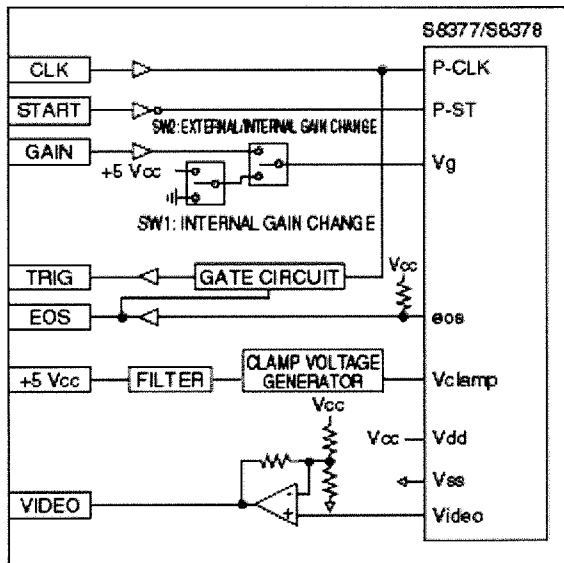 S8377/S8378
CLK
P-CLK
START
P-ST
SW2: EXTERNAL/INTERNAL GAIN CHANGE
GAIN
+5 Vcc
Vg
SW1: INTERNAL GAIN CHANGE
TRIG
GATE CIRCUIT
Vcc
EOS
eos
+5 Vcc
FILTER
CLAMP VOLTAGE
GENERATOR
Vclamp
Vcc
Vcc
Vdd
Vss
VIDEO
-
+
Video